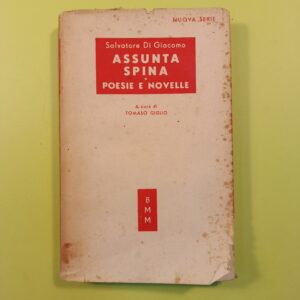 NUOVA SERIE
Salvatore Di Giacomo
ASSUNTA
SPINA
POESIE E NOVELLE
A cura di
TOMASO GIGLIO
B
M
M